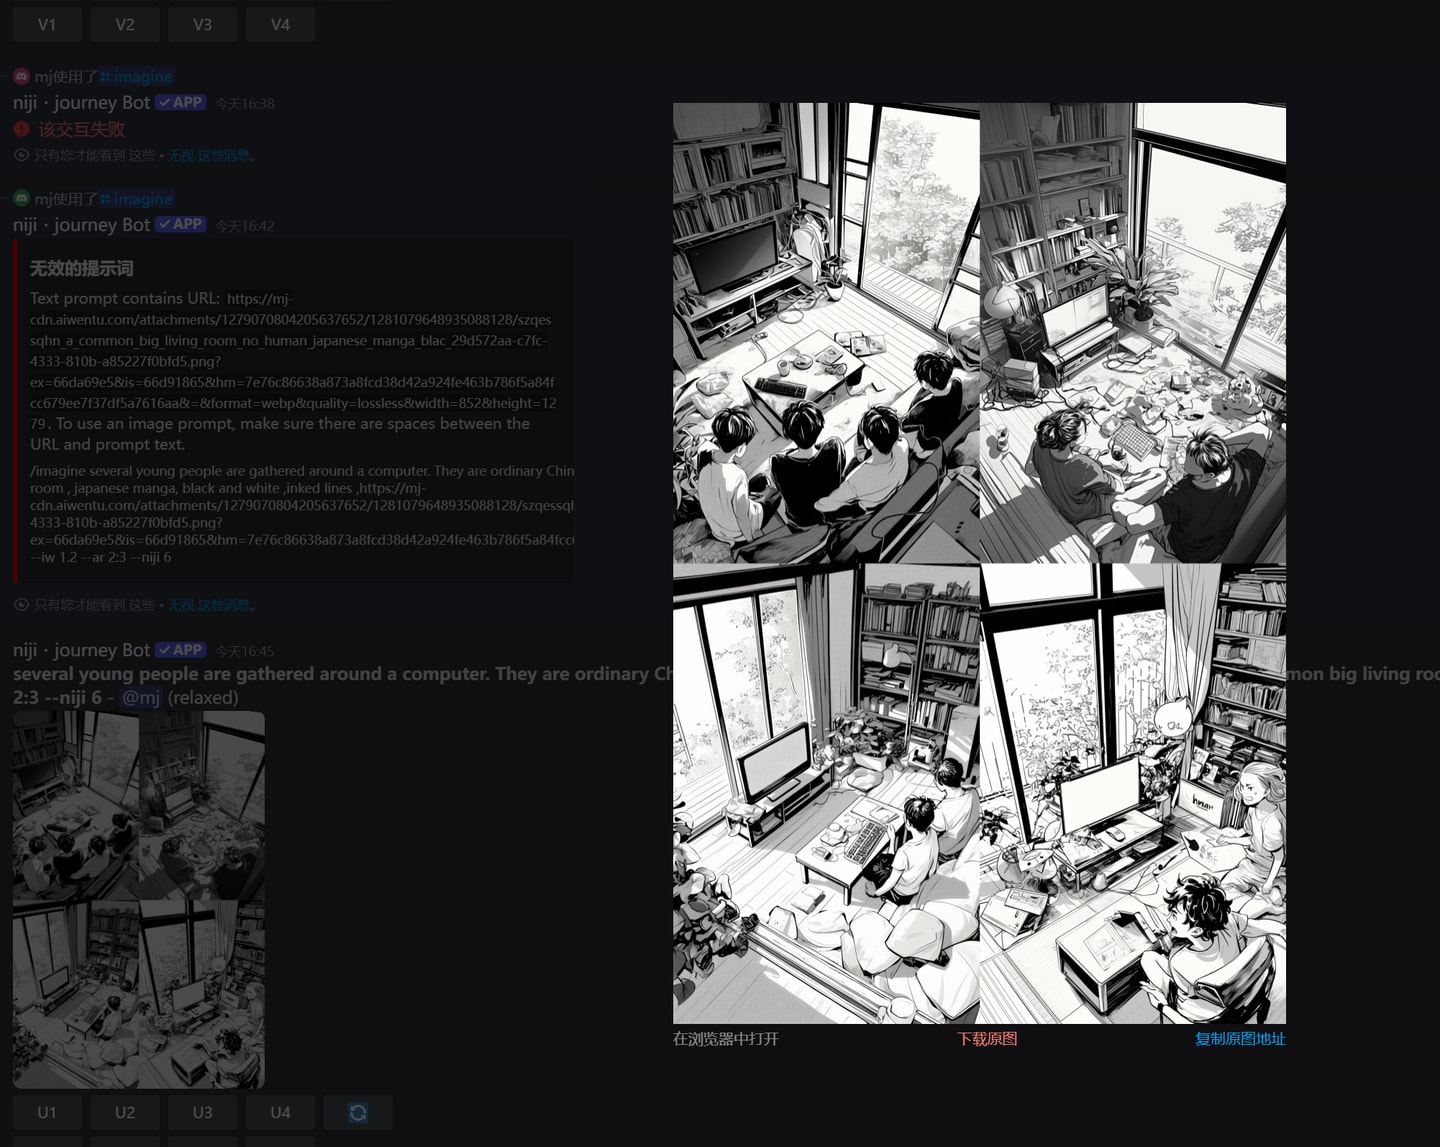 V1 V2 V3 V4
mj使用了 imagine
niji · journey Bot ✓ APP 今天16:38
该交互失败
只有您才能看到 这些 • 无视 这些消息。
mj使用了 imagine
niji · journey Bot ✓ APP 今天16:42
无效的提示词
Text prompt contains URL: https://mj-
cdn.aiwentu.com/attachments/1279070804205637652/1281079648935088128/szqes
sqhn_a_common_big_living_room_no_human_japanese_manga_blac_29d572aa-c7fc-
4333-810b-a85227f0bfd5.png?
ex=66da69e5&is=66d91865&hm=7e76c86638a873a8fcd38d42a924fe463b786f5a84f
cc679ee7f37df5a7616aa&=&format=webp&quality=lossless&width=852&height=12
79. To use an image prompt, make sure there are spaces between the
URL and prompt text.
/imagine several young people are gathered around a computer. They are ordinary Chin
room , japanese manga, black and white ,inked lines ,https://mj-
cdn.aiwentu.com/attachments/1279070804205637652/1281079648935088128/szqessql
4333-810b-a85227f0bfd5.png?
ex=66da69e5&is=66d91865&hm=7e76c86638a873a8fcd38d42a924fe463b786f5a84fcc
--iw 1.2 --ar 2:3 --niji 6
只有您才能看到 这些 • 无视 这些消息。
niji · journey Bot ✓ APP 今天16:45
several young people are gathered around a computer. They are ordinary Ch mon big living roo
2:3 --niji 6 - @mj (relaxed)
在浏览器中打开 下载原图 复制原图地址
U1 U2 U3 U4